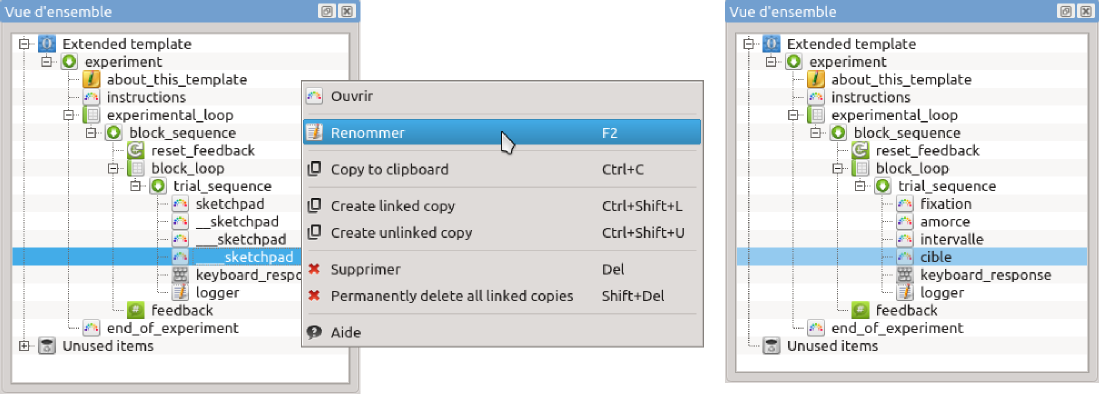 Vue d'ensemble
Extended template
experiment
about_this_template
instructions
experimental_loop
block_sequence
reset_feedback
block_loop
trial_sequence
sketchpad
__sketchpad
___sketchpad
____sketchpad
keyboard_respo
logger
feedback
end_of_experiment
Unused items
Ouvrir
Renommer F2
Copy to clipboard Ctrl+C
Create linked copy Ctrl+Shift+L
Create unlinked copy Ctrl+Shift+U
Supprimer Del
Permanently delete all linked copies Shift+Del
Aide
Vue d'ensemble
Extended template
experiment
about_this_template
instructions
experimental_loop
block_sequence
reset_feedback
block_loop
trial_sequence
fixation
amorce
intervalle
cible
keyboard_response
logger
feedback
end_of_experiment
Unused items